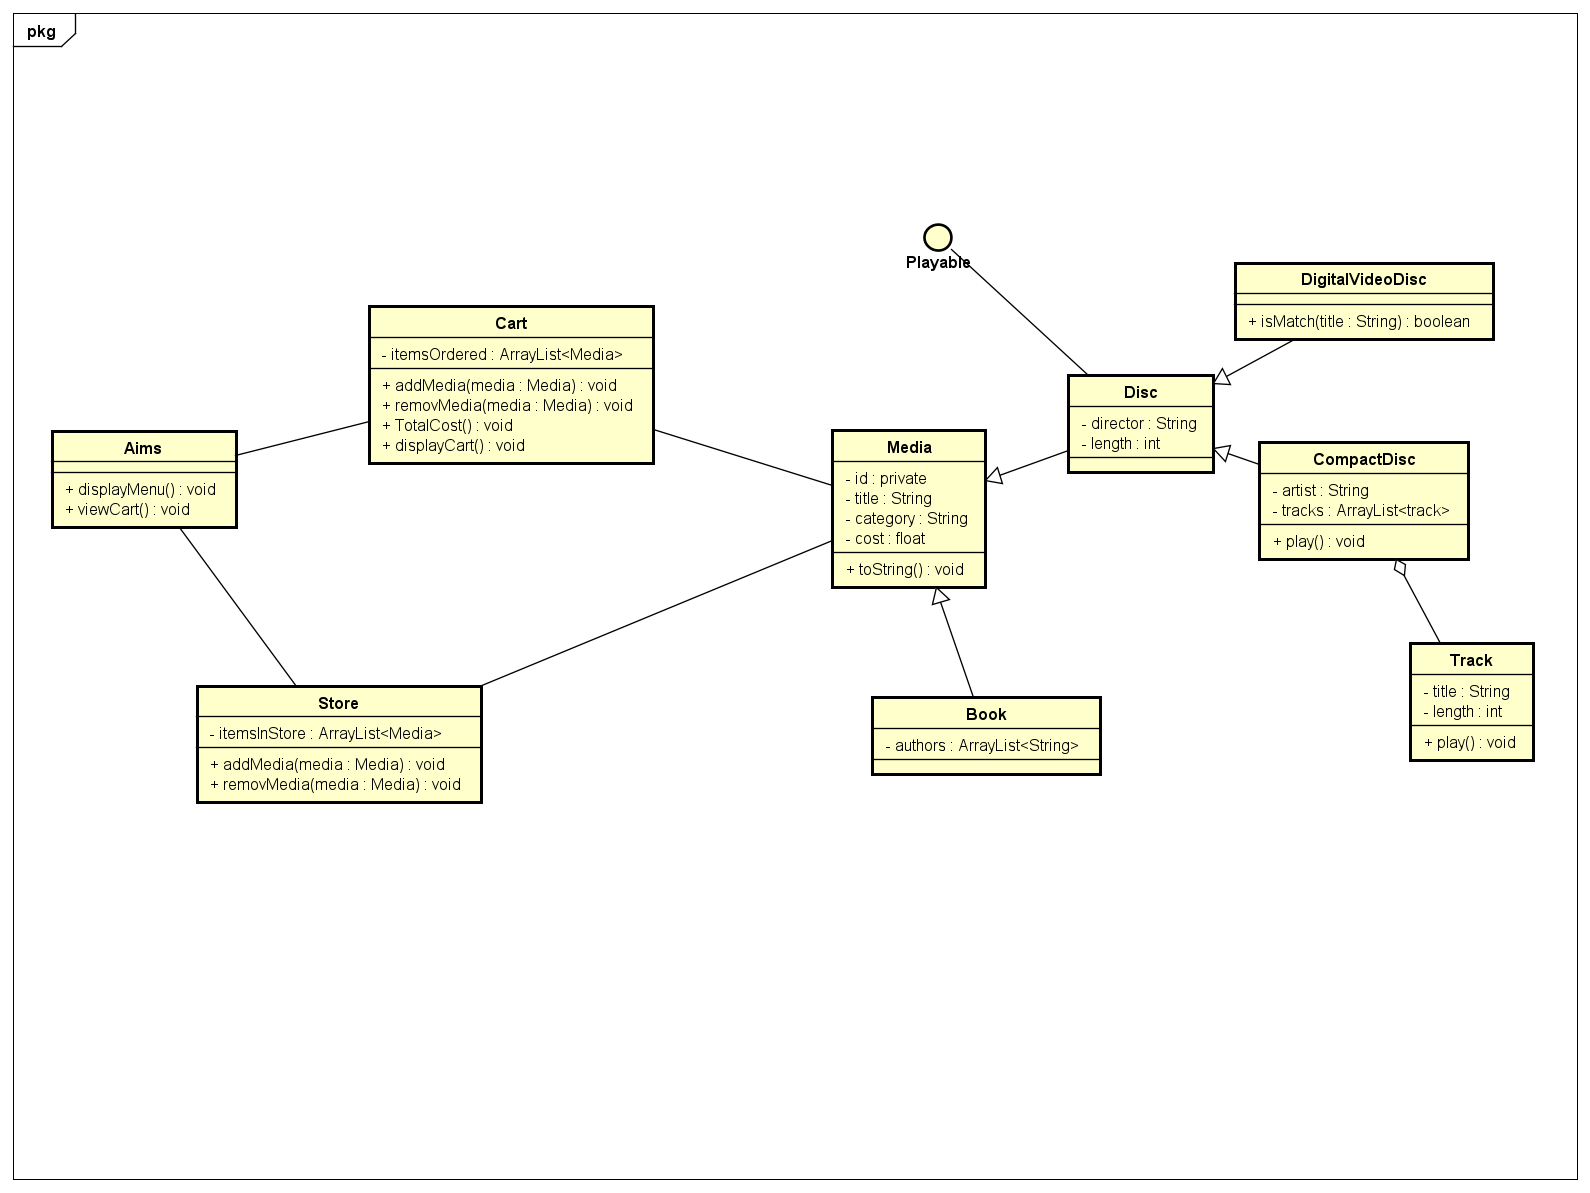 pkg
Playable
DigitalVideoDisc
+ isMatch(title : String) : boolean
Cart
- itemsOrdered : ArrayList<Media>
+ addMedia(media : Media) : void
+ removMedia(media : Media) : void
+ TotalCost() : void
+ displayCart() : void
Disc
- director : String
- length : int
Aims
+ displayMenu() : void
+ viewCart() : void
Media
- id : private
- title : String
- category : String
- cost : float
+ toString() : void
CompactDisc
- artist : String
- tracks : ArrayList<track>
+ play() : void
Track
- title : String
- length : int
+ play() : void
Store
- itemsInStore : ArrayList<Media>
+ addMedia(media : Media) : void
+ removMedia(media : Media) : void
Book
- authors : ArrayList<String>